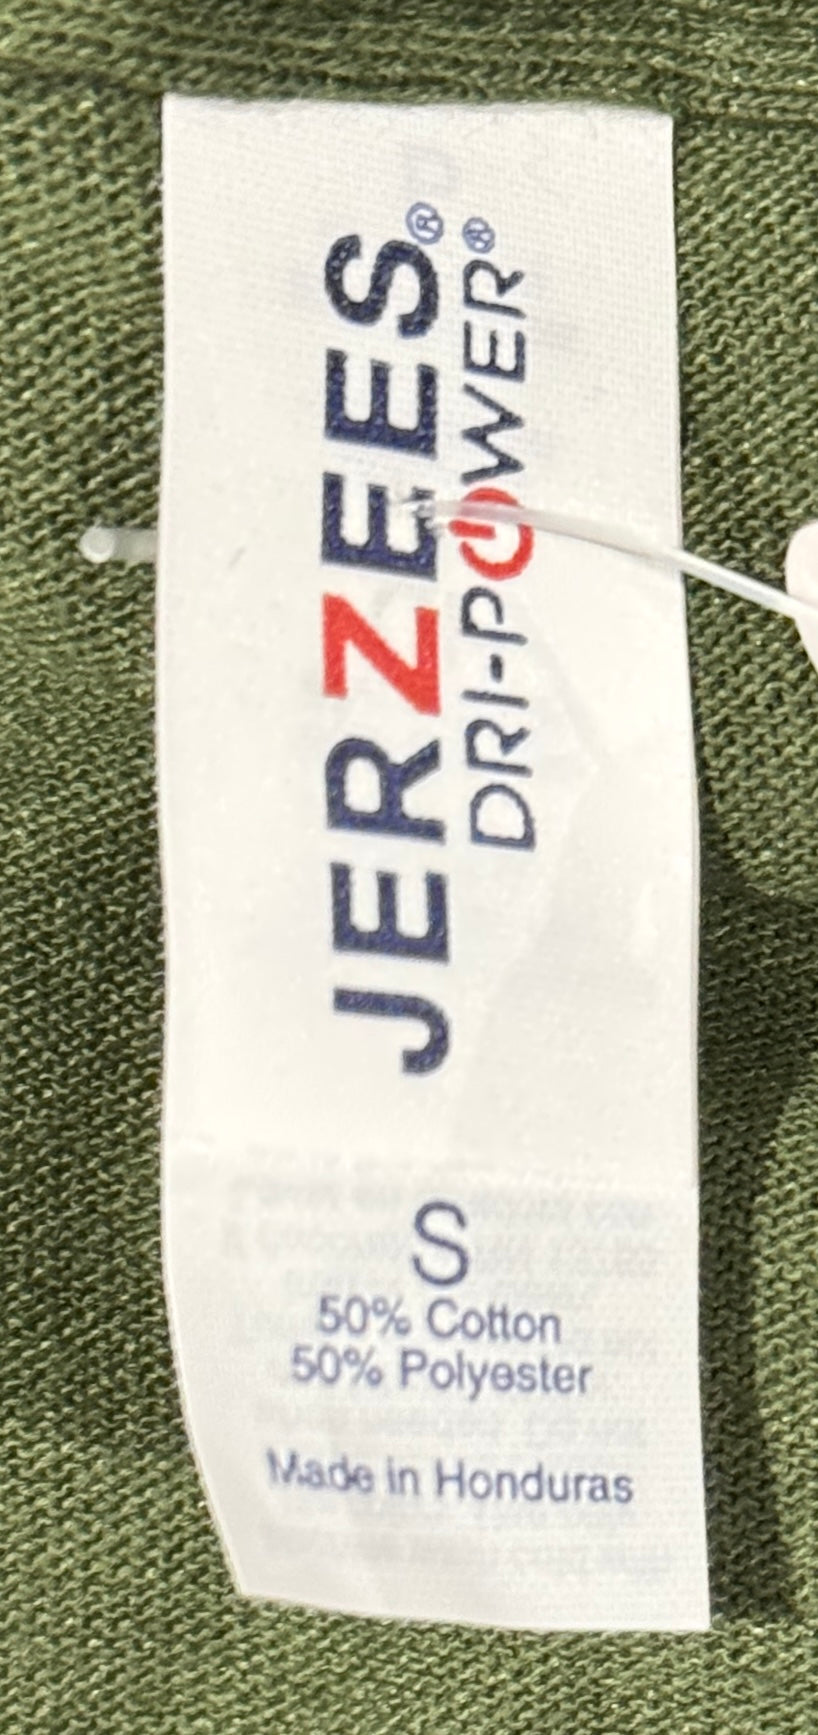 JERZEES®
DRI-POWER®
S
50% Cotton
50% Polyester
Made in Honduras